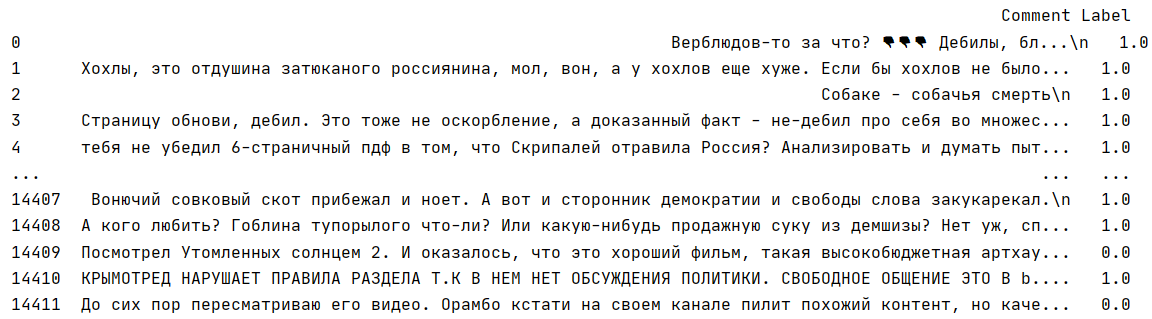 Comment Label
0 Верблюдов-то за что? 👎👎👎 Дебилы, бл...\n 1.0
1 Хохлы, это отдушина затюканого россиянина, мол, вон, а у хохлов еще хуже. Если бы хохлов не было... 1.0
2 Собаке - собачья смерть\n 1.0
3 Страницу обнови, дебил. Это тоже не оскорбление, а доказанный факт - не-дебил про себя во множес... 1.0
4 тебя не убедил 6-страничный пдф в том, что Скрипалей отравила Россия? Анализировать и думать пыт... 1.0
... ... ...
14407 Вонючий совковый скот прибежал и ноет. А вот и сторонник демократии и свободы слова закукарекал.\n 1.0
14408 А кого любить? Гоблина тупорылого что-ли? Или какую-нибудь продажную суку из демшизы? Нет уж, сп... 1.0
14409 Посмотрел Утомленных солнцем 2. И оказалось, что это хороший фильм, такая высокобюджетная артхау... 0.0
14410 КРЫМОТРЕД НАРУШАЕТ ПРАВИЛА РАЗДЕЛА Т.К В НЕМ НЕТ ОБСУЖДЕНИЯ ПОЛИТИКИ. СВОБОДНОЕ ОБЩЕНИЕ ЭТО В b.... 1.0
14411 До сих пор пересматриваю его видео. Орамбо кстати на своем канале пилит похожий контент, но каче... 0.0